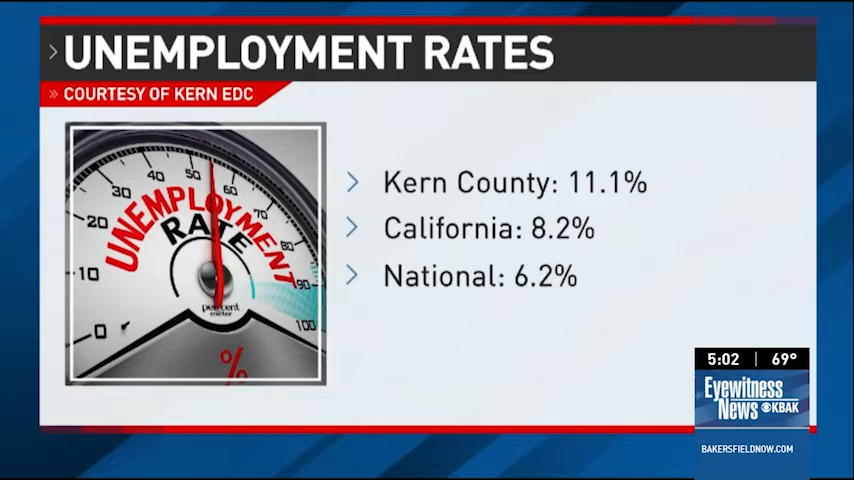 UNEMPLOYMENT RATES
COURTESY OF KERN EDC
Kern County: 11.1%
California: 8.2%
National: 6.2%
0
10
20
30
40
50
60
70
80
90
100
UNEMPLOYMENT
RATE
percent
meter
%
5:02 | 69°
Eyewitness
News KBAK
BAKERSFIELDNOW.COM